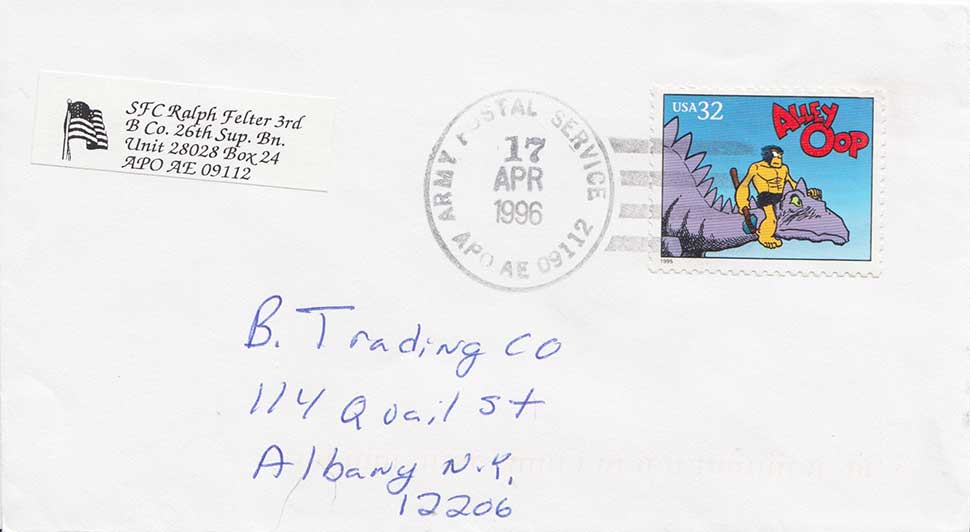 SFC Ralph Felter 3rd
B Co. 26th Sup. Bn.
Unit 28028 Box 24
APO AE 09112
ARMY POSTAL SERVICE
17
APR
1996
APO AE 09112
USA 32
ALLEY
OOP
1995
B. Trading Co
114 Quail St
Albany N.Y.
12206